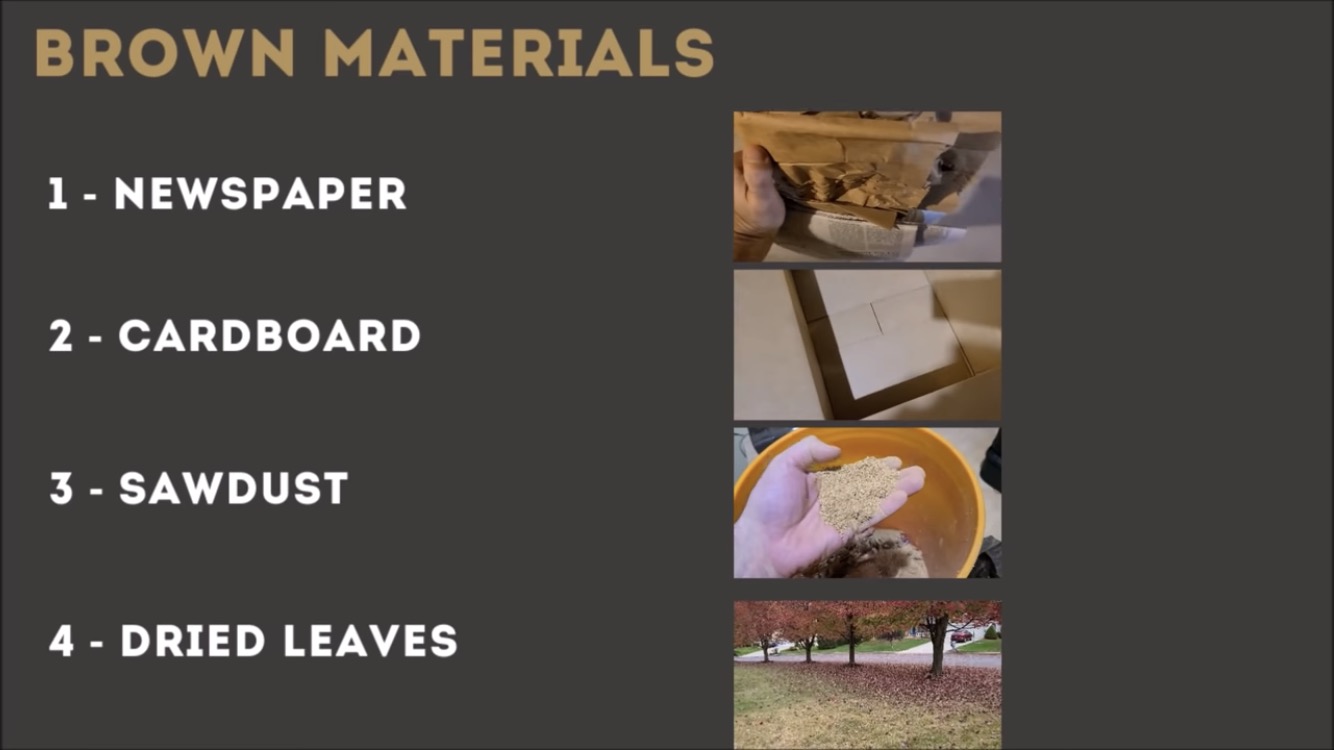 BROWN MATERIALS
1 - NEWSPAPER
2 - CARDBOARD
3 - SAWDUST
4 - DRIED LEAVES